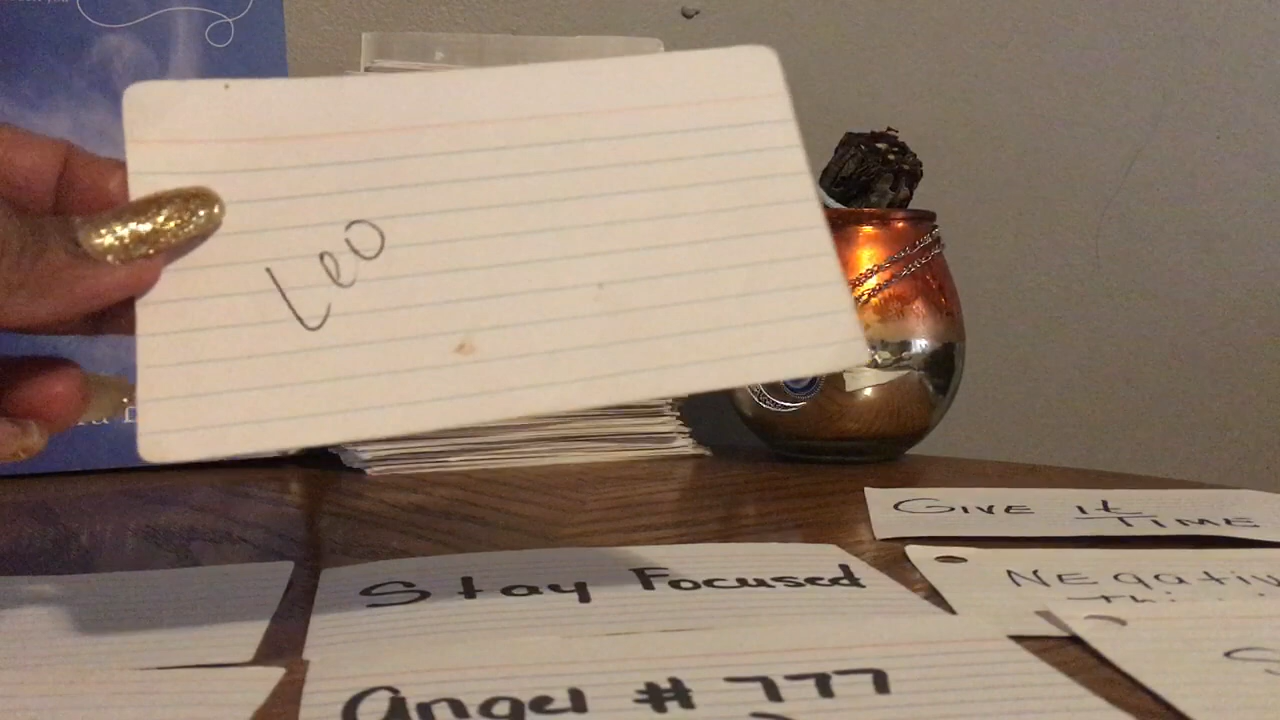 Leo
GIVE It
TIME
Stay Focused
NEgativ
Angel # 777